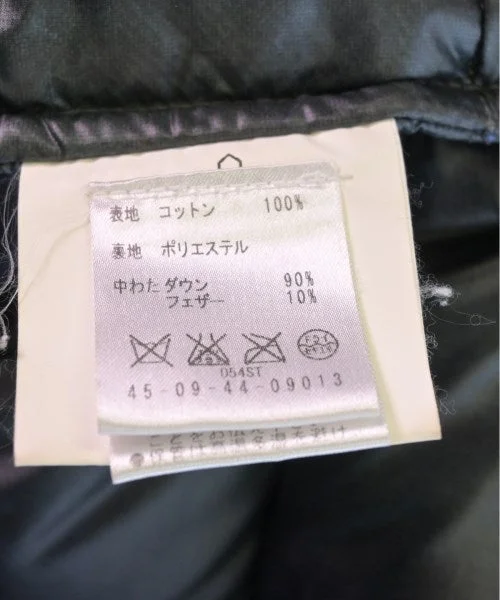 表地 コットン 100%
裏地 ポリエステル
中わた ダウン 90%
フェザー 10%
054ST
45-09-44-09013